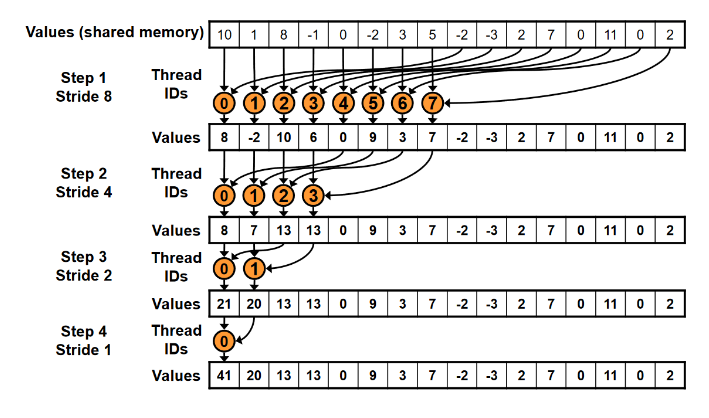 Values (shared memory) 10 1 8 -1 0 -2 3 5 -2 -3 2 7 0 11 0 2
Step 1 Thread
Stride 8 IDs 0 1 2 3 4 5 6 7
Values 8 -2 10 6 0 9 3 7 -2 -3 2 7 0 11 0 2
Step 2 Thread
Stride 4 IDs 0 1 2 3
Values 8 7 13 13 0 9 3 7 -2 -3 2 7 0 11 0 2
Step 3 Thread
Stride 2 IDs 0 1
Values 21 20 13 13 0 9 3 7 -2 -3 2 7 0 11 0 2
Step 4 Thread
Stride 1 IDs 0
Values 41 20 13 13 0 9 3 7 -2 -3 2 7 0 11 0 2